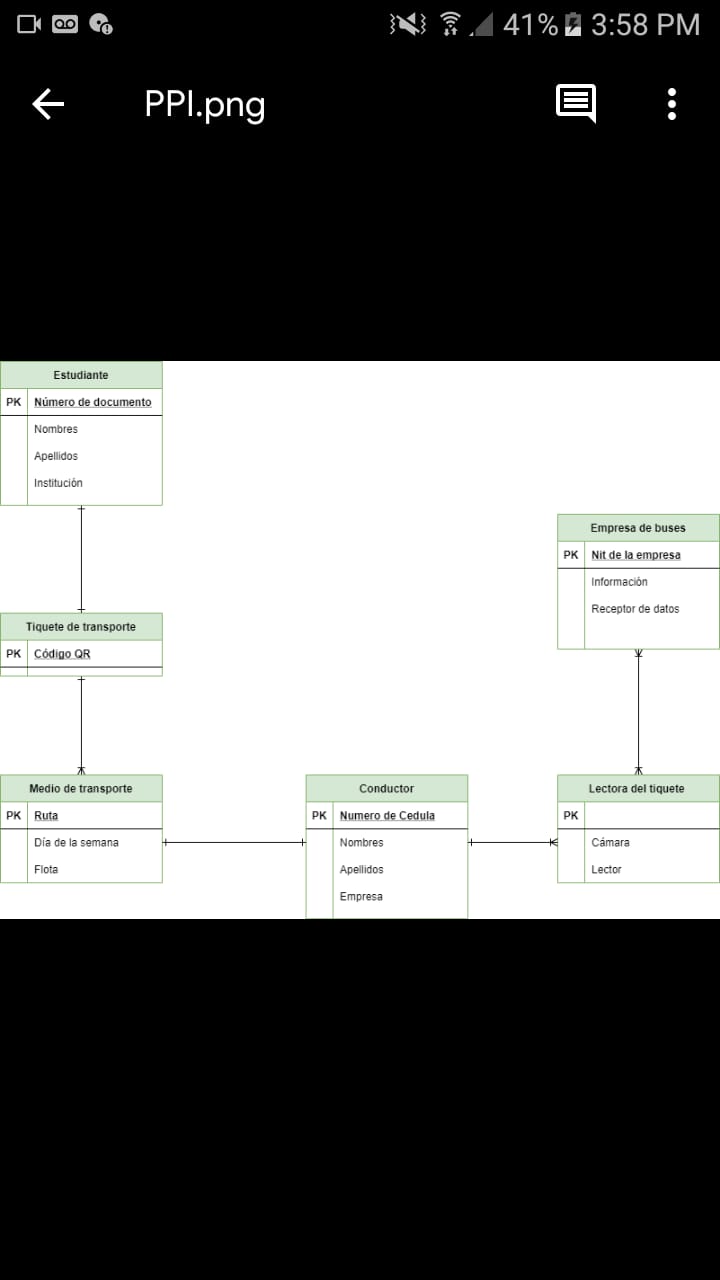 41% 3:58 PM
PPI.png
Estudiante
PK Número de documento
Nombres
Apellidos
Institución
Empresa de buses
PK Nit de la empresa
Información
Receptor de datos
Tiquete de transporte
PK Código QR
Medio de transporte
PK Ruta
Día de la semana
Flota
Conductor
PK Numero de Cedula
Nombres
Apellidos
Empresa
Lectora del tiquete
PK
Cámara
Lector